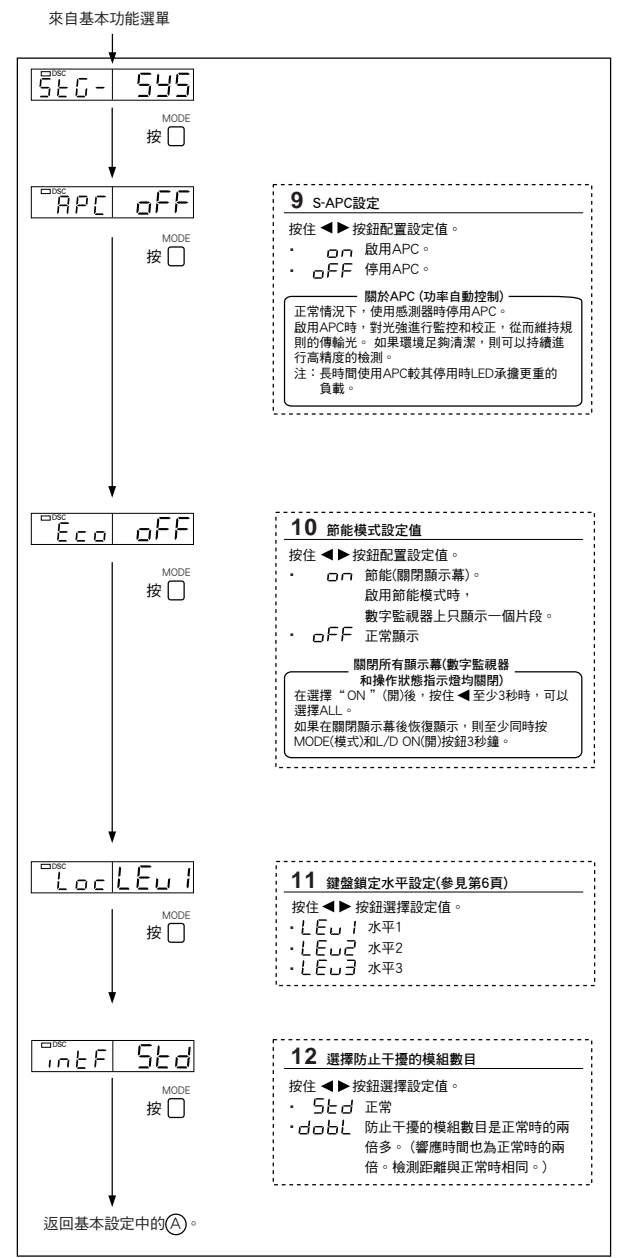 來自基本功能選單
DSC
StG- SYS
MODE
按
DSC
APC oFF
MODE
按
9 S-APC設定
按住 ◀ ▶ 按鈕配置設定值。
・ on 啟用APC。
・ oFF 停用APC。
關於APC (功率自動控制)
正常情況下，使用感測器時停用APC。
啟用APC時，對光強進行監控和校正，從而維持規
則的傳輸光。 如果環境足夠清潔，則可以持續進
行高精度的檢測。
注：長時間使用APC較其停用時LED承擔更重的
負載。
DSC
Eco oFF
MODE
按
10 節能模式設定值
按住 ◀ ▶ 按鈕配置設定值。
・ on 節能(關閉顯示幕)。
啟用節能模式時，
數字監視器上只顯示一個片段。
・ oFF 正常顯示
關閉所有顯示幕(數字監視器
和操作狀態指示燈均關閉)
在選擇“ON ”(開)後，按住 ◀ 至少3秒時，可以
選擇ALL。
如果在關閉顯示幕後恢復顯示，則至少同時按
MODE(模式)和L/D ON(開)按鈕3秒鐘。
DSC
Loc LEv1
MODE
按
11 鍵盤鎖定水平設定(參見第6頁)
按住 ◀ ▶ 按鈕選擇設定值。
・LEv1 水平1
・LEv2 水平2
・LEv3 水平3
DSC
intF Std
MODE
按
12 選擇防止干擾的模組數目
按住 ◀ ▶ 按鈕選擇設定值。
・ Std 正常
・dobL 防止干擾的模組數目是正常時的兩
倍多。（響應時間也為正常時的兩
倍。檢測距離與正常時相同。）
返回基本設定中的Ⓐ。